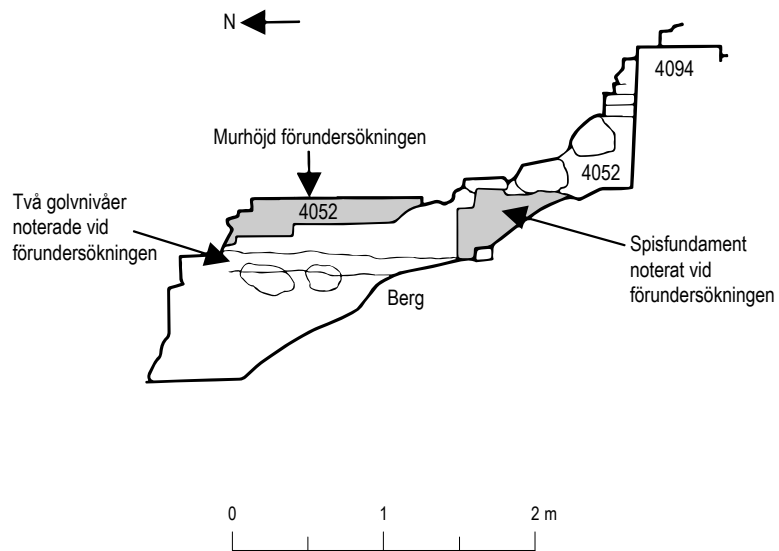 N
4094
Murhöjd förundersökningen
4052
Två golvnivåer
noterade vid
förundersökningen
4052
Spisfundament
noterat vid
förundersökningen
Berg
0 1 2 m